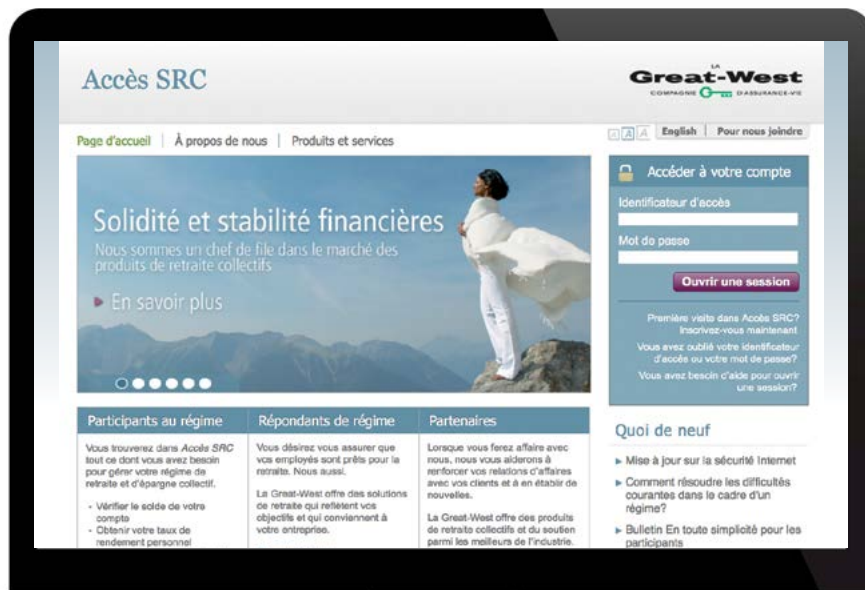 Accès SRC
LA
Great-West
COMPAGNIE D'ASSURANCE-VIE
A A A English Pour nous joindre
Page d'accueil À propos de nous Produits et services
Solidité et stabilité financières
Nous sommes un chef de file dans le marché des
produits de retraite collectifs
En savoir plus
Accéder à votre compte
Identificateur d'accès
Mot de passe
Ouvrir une session
Première visite dans Accès SRC?
Inscrivez-vous maintenant
Vous avez oublié votre identificateur
d'accès ou votre mot de passe?
Vous avez besoin d'aide pour ouvrir
une session?
Participants au régime
Vous trouverez dans Accès SRC
tout ce dont vous avez besoin
pour gérer votre régime de
retraite et d'épargne collectif.
- Vérifier le solde de votre
compte
- Obtenir votre taux de
rendement personnel
Répondants de régime
Vous désirez vous assurer que
vos employés sont prêts pour la
retraite. Nous aussi.
La Great-West offre des solutions
de retraite qui reflètent vos
objectifs et qui conviennent à
votre entreprise.
Partenaires
Lorsque vous ferez affaire avec
nous, nous vous aiderons à
renforcer vos relations d'affaires
avec vos clients et à en établir de
nouvelles.
La Great-West offre des produits
de retraite collectifs et du soutien
parmi les meilleurs de l'industrie.
Quoi de neuf
Mise à jour sur la sécurité Internet
Comment résoudre les difficultés
courantes dans le cadre d'un
régime?
Bulletin En toute simplicité pour les
participants